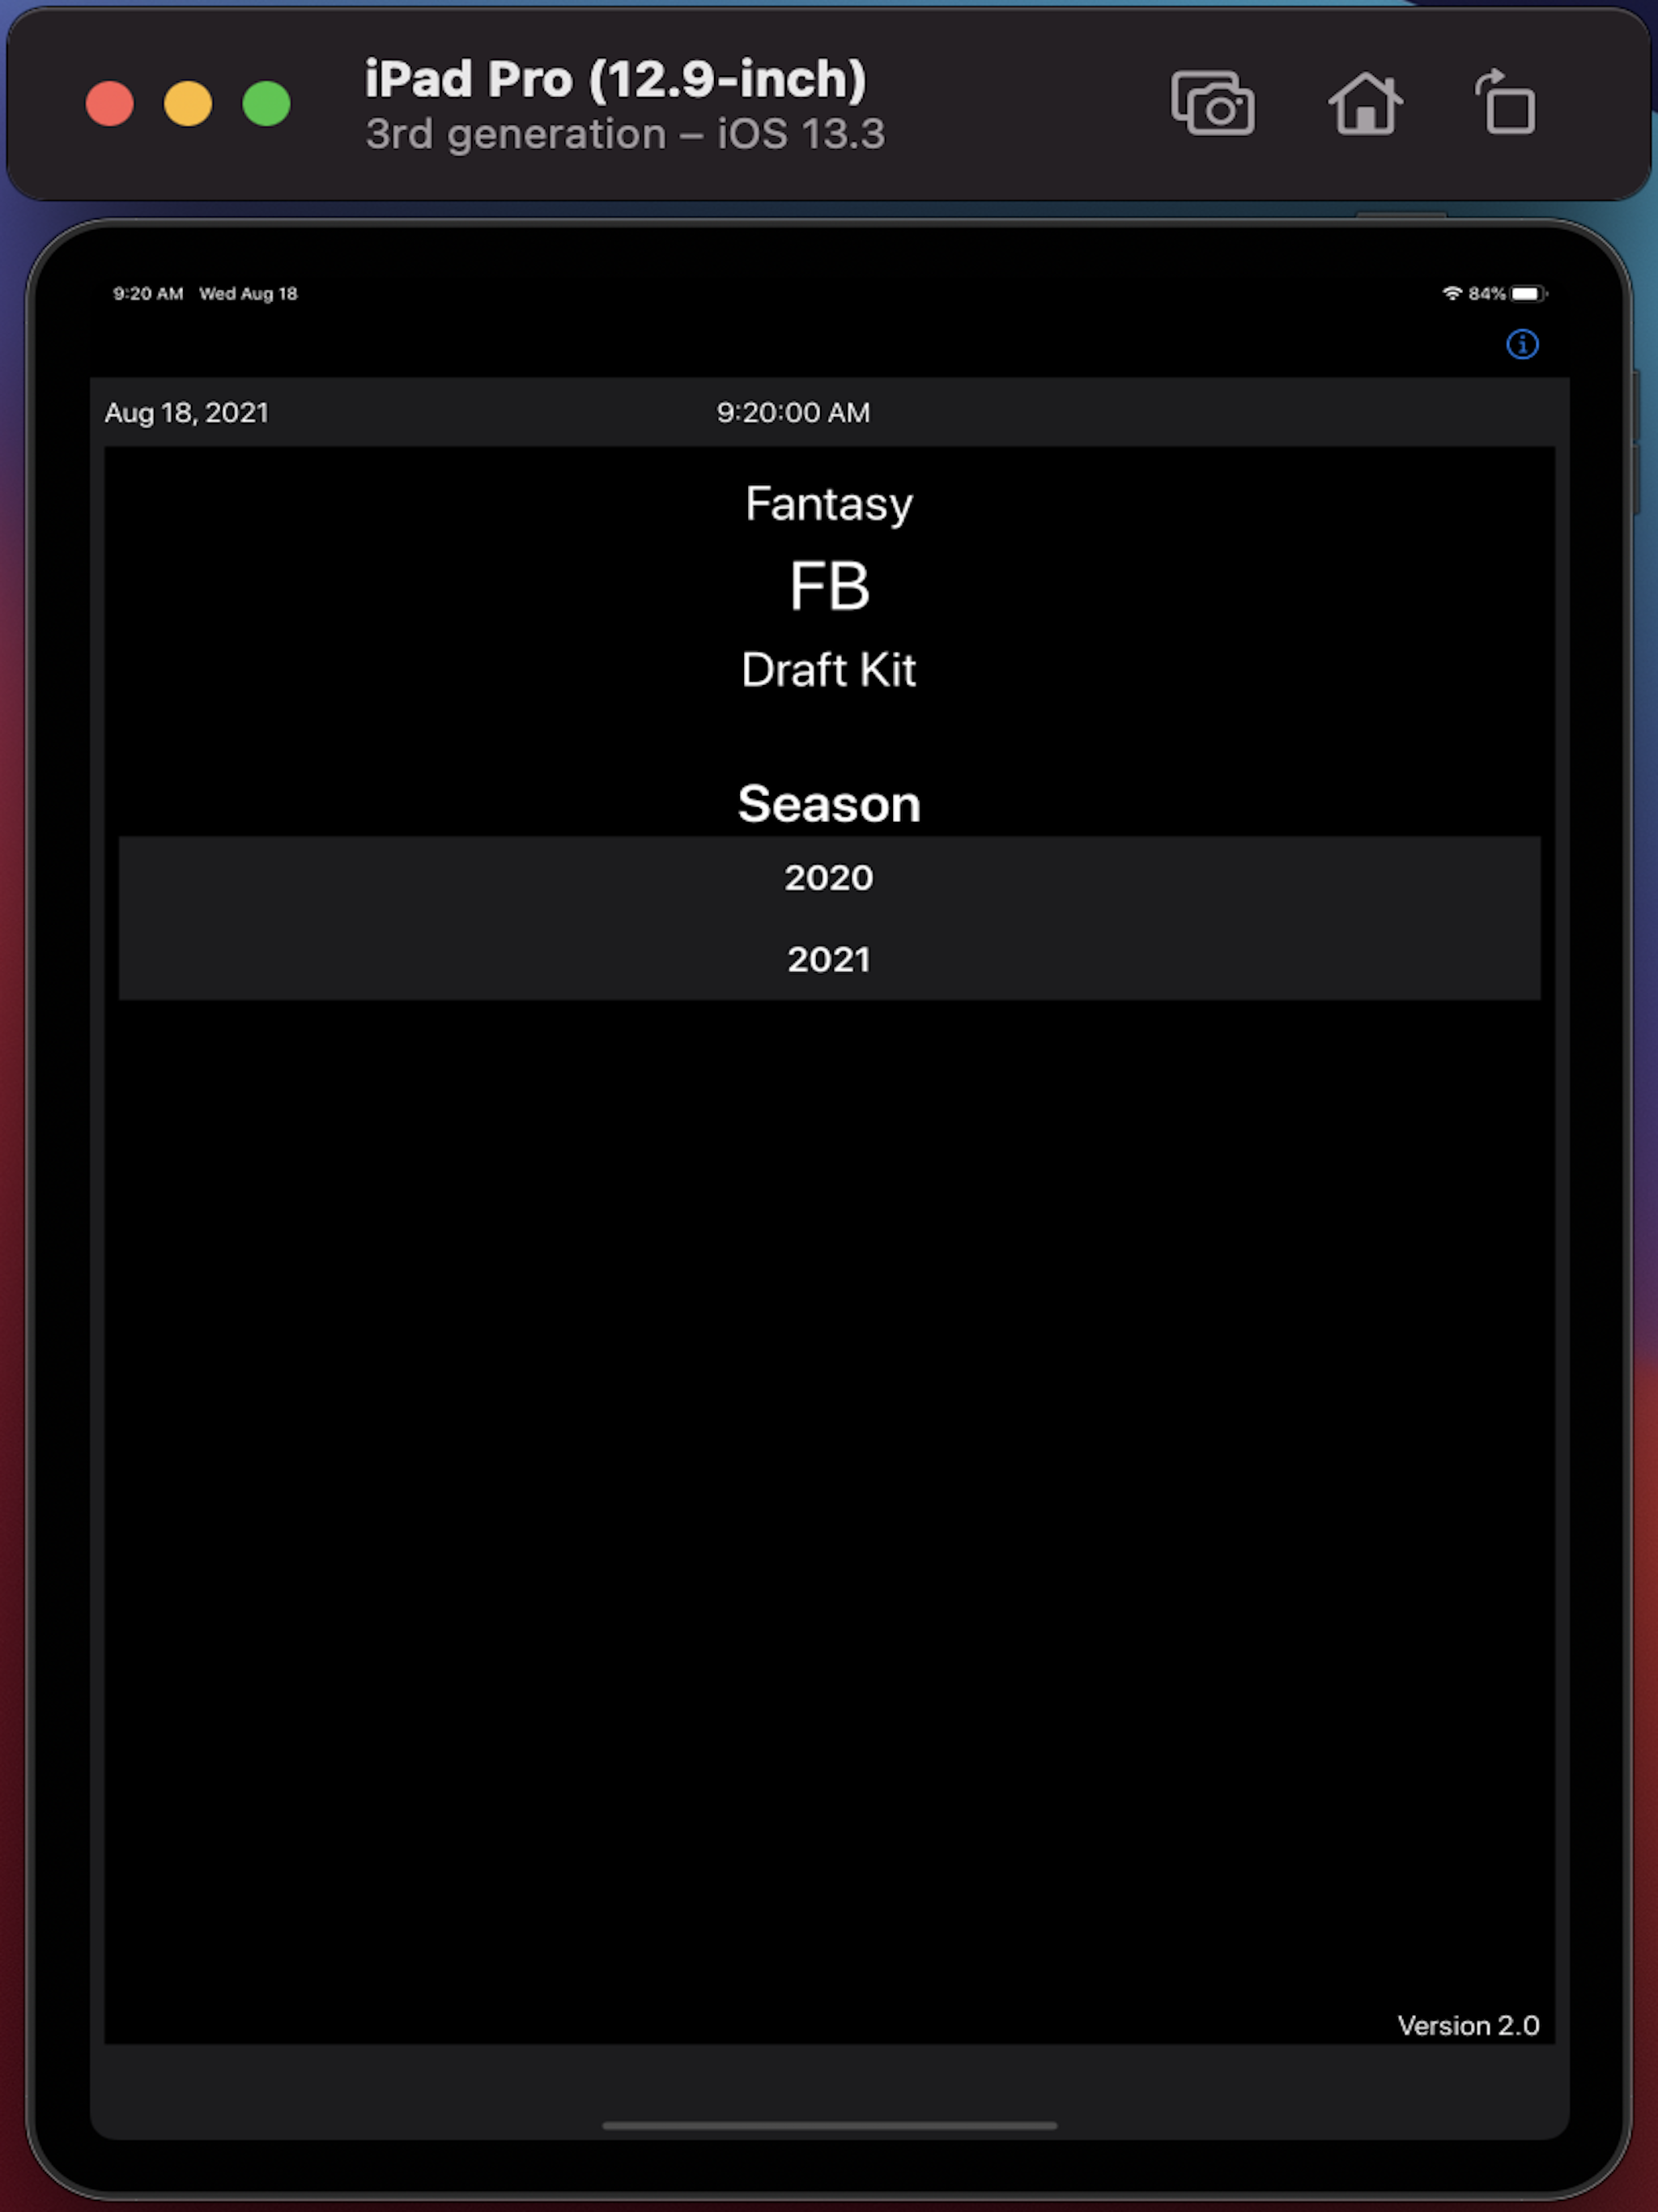 iPad Pro (12.9-inch)
3rd generation – iOS 13.3
9:20 AM Wed Aug 18
84%
Aug 18, 2021
9:20:00 AM
Fantasy
FB
Draft Kit
Season
2020
2021
Version 2.0